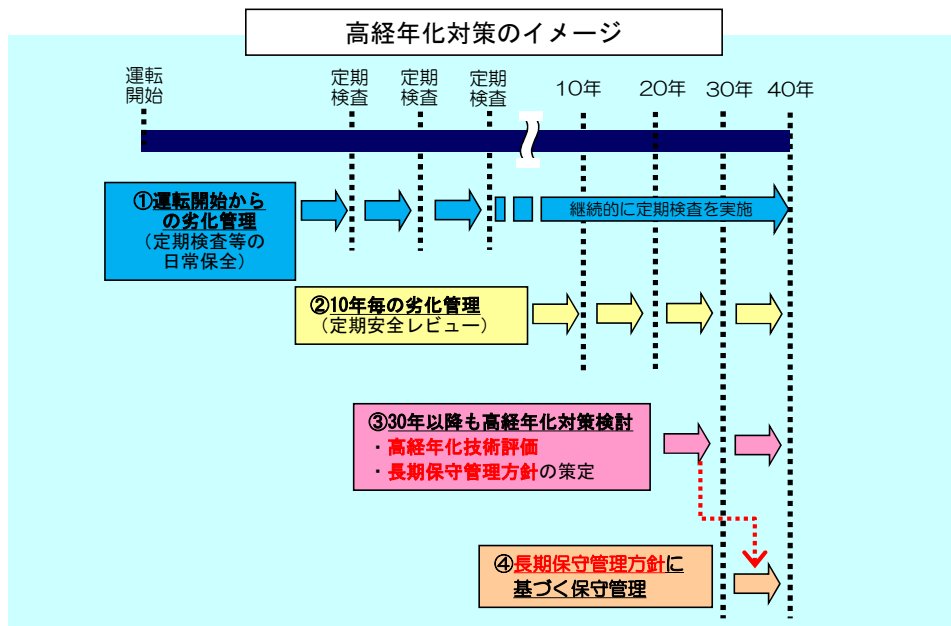 高経年化対策のイメージ
運転
開始
定期
検査
定期
検査
定期
検査
10年
20年
30年
40年
①運転開始から
の劣化管理
（定期検査等の
日常保全）
継続的に定期検査を実施
②10年毎の劣化管理
（定期安全レビュー）
③30年以降も高経年化対策検討
・高経年化技術評価
・長期保守管理方針の策定
④長期保守管理方針に
基づく保守管理